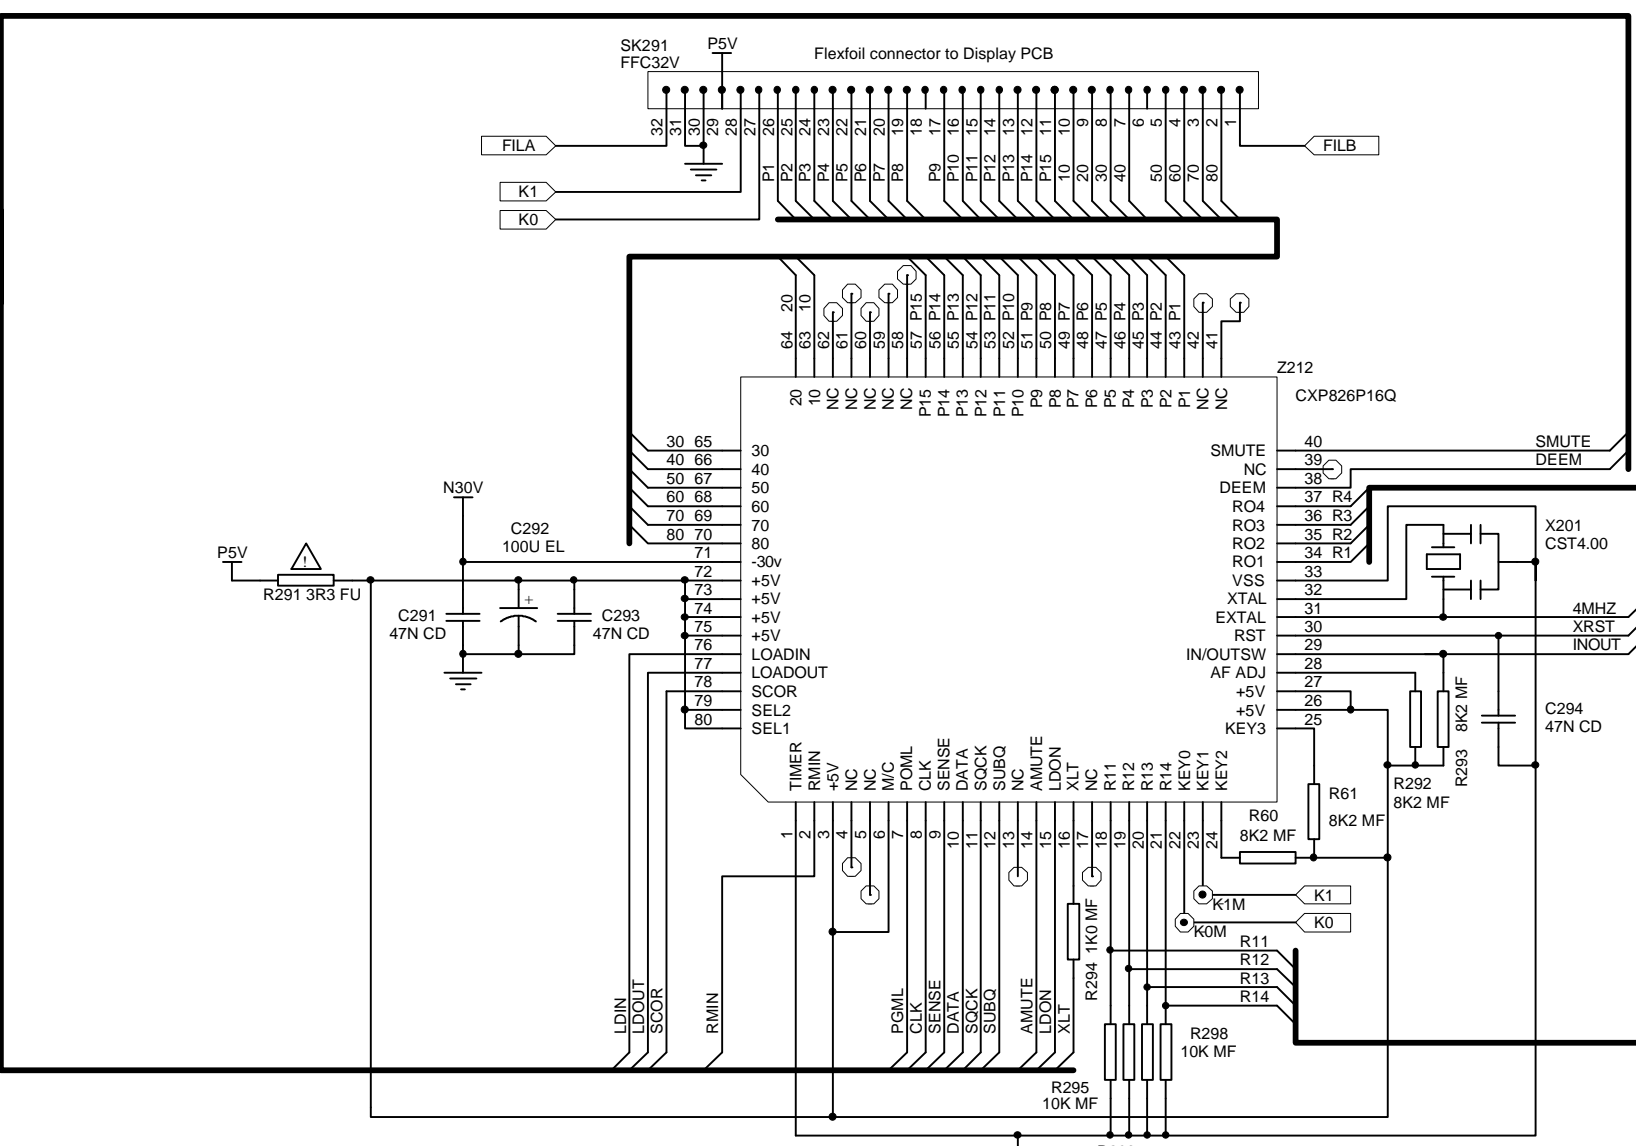 SK291 P5V
FFC32V
Flexfoil connector to Display PCB
32 31 30 29 28 27 26 25 24 23 22 21 20 19 18 17 16 15 14 13 12 11 10 9 8 7 6 5 4 3 2 1
FILA
FILB
P1 P2 P3 P4 P5 P6 P7 P8 P9 P10 P11 P12 P13 P14 P15 10 20 30 40 50 60 70 80
K1
K0
20 10 P15 P14 P13 P12 P11 P10 P9 P8 P7 P6 P5 P4 P3 P2 P1
64 63 62 61 60 59 58 57 56 55 54 53 52 51 50 49 48 47 46 45 44 43 42 41
Z212
CXP826P16Q
20 10 NC NC NC NC NC P15 P14 P13 P12 P11 P10 P9 P8 P7 P6 P5 P4 P3 P2 P1 NC NC
30 65 30
40 66 40
50 67 50
60 68 60
70 69 70
80 70 80
71 -30v
72 +5V
73 +5V
74 +5V
75 +5V
76 LOADIN
77 LOADOUT
78 SCOR
79 SEL2
80 SEL1
SMUTE 40 SMUTE
NC 39
DEEM 38 DEEM
RO4 37 R4
RO3 36 R3
RO2 35 R2
RO1 34 R1
VSS 33
XTAL 32
EXTAL 31 4MHZ
RST 30 XRST
IN/OUTSW 29 INOUT
AF ADJ 28
+5V 27
+5V 26
KEY3 25
N30V
P5V
!
R291 3R3 FU
C292
100U EL
+
C291
47N CD
C293
47N CD
X201
CST4.00
C294
47N CD
8K2 MF
R293
R292
8K2 MF
R61
8K2 MF
R60
8K2 MF
TIMER RMIN +5V NC NC M/C POML CLK SENSE DATA SQCK SUBQ NC AMUTE LDON XLT NC R11 R12 R13 R14 KEY0 KEY1 KEY2
1 2 3 4 5 6 7 8 9 10 11 12 13 14 15 16 17 18 19 20 21 22 23 24
K1M
K1
K0M
K0
R294 1K0 MF
R11
R12
R13
R14
LDIN LDOUT SCOR RMIN PGML CLK SENSE DATA SQCK SUBQ AMUTE LDON XLT
R298
10K MF
R295
10K MF